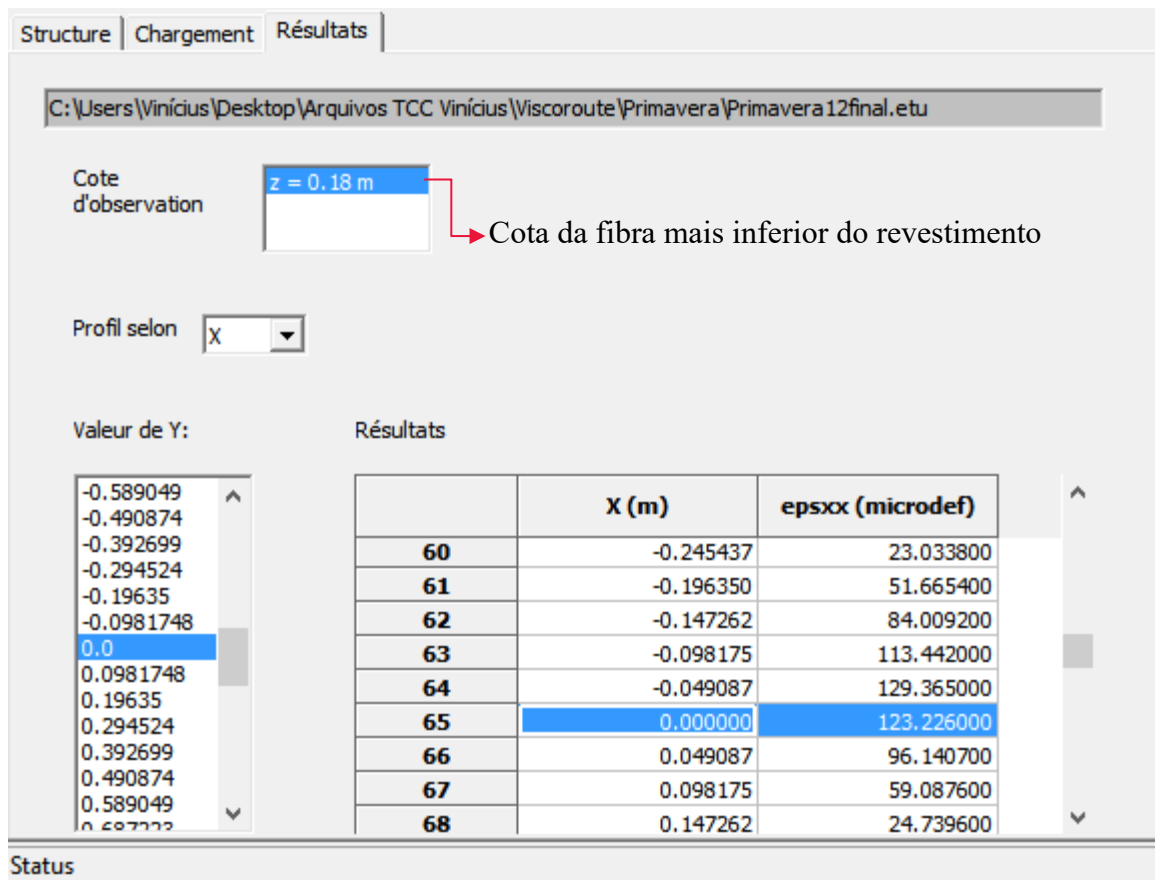 Structure Chargement Résultats
C:\Users\Vinícius\Desktop\Arquivos TCC Vinícius\Viscoroute\Primavera\Primavera12final.etu
Cote
d'observation
z = 0.18 m
Cota da fibra mais inferior do revestimento
Profil selon X
Valeur de Y:
-0.589049
-0.490874
-0.392699
-0.294524
-0.19635
-0.0981748
0.0
0.0981748
0.19635
0.294524
0.392699
0.490874
0.589049
0.687223
Résultats
X (m) epsxx (microdef)
60 -0.245437 23.033800
61 -0.196350 51.665400
62 -0.147262 84.009200
63 -0.098175 113.442000
64 -0.049087 129.365000
65 0.000000 123.226000
66 0.049087 96.140700
67 0.098175 59.087600
68 0.147262 24.739600
Status